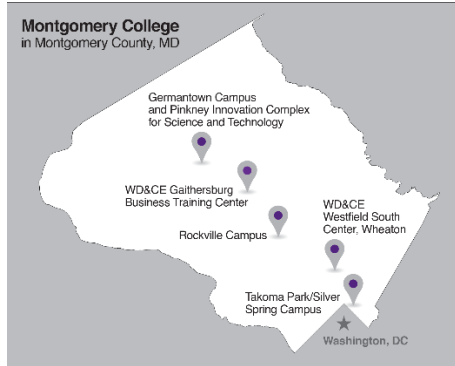 Montgomery College
in Montgomery County, MD
Germantown Campus
and Pinkney Innovation Complex
for Science and Technology
WD&CE Gaithersburg
Business Training Center
WD&CE
Westfield South
Center, Wheaton
Rockville Campus
Takoma Park/Silver
Spring Campus
Washington, DC